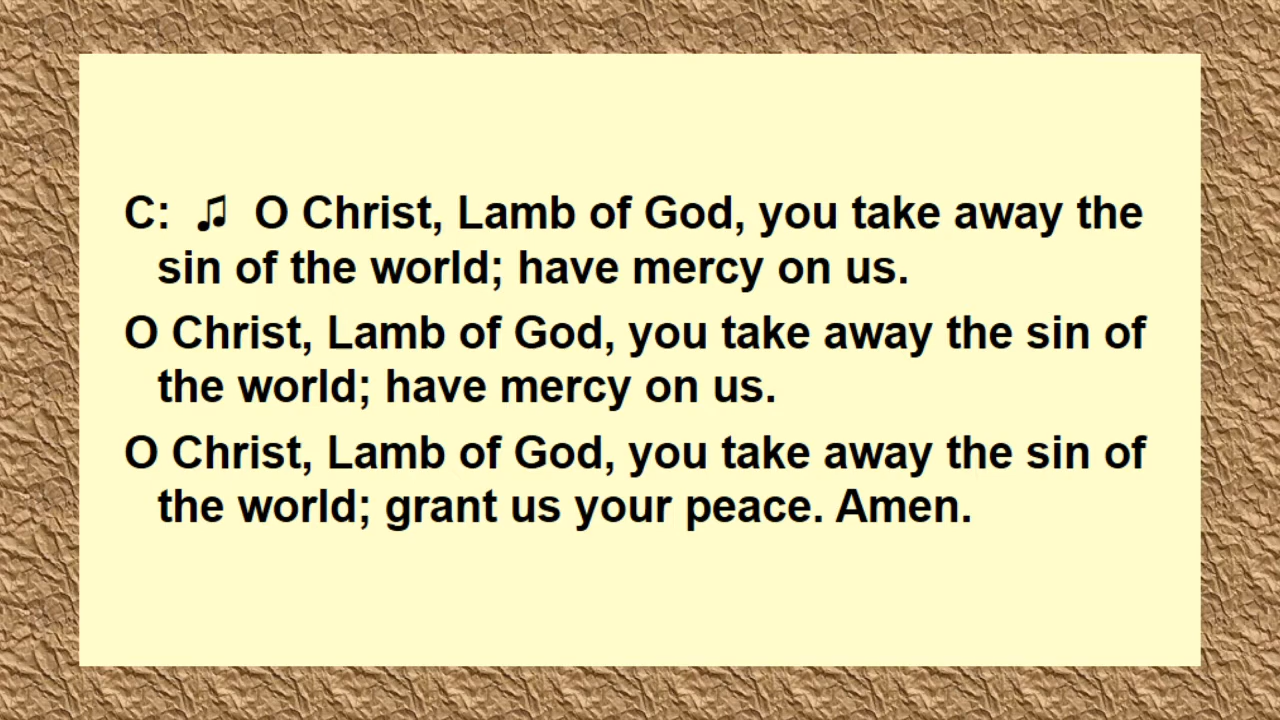 C: ♫ O Christ, Lamb of God, you take away the
sin of the world; have mercy on us.
O Christ, Lamb of God, you take away the sin of
the world; have mercy on us.
O Christ, Lamb of God, you take away the sin of
the world; grant us your peace. Amen.